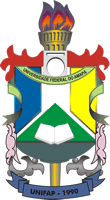 UNIVERSIDADE FEDERAL DO AMAPÁ
UNIFAP - 1990